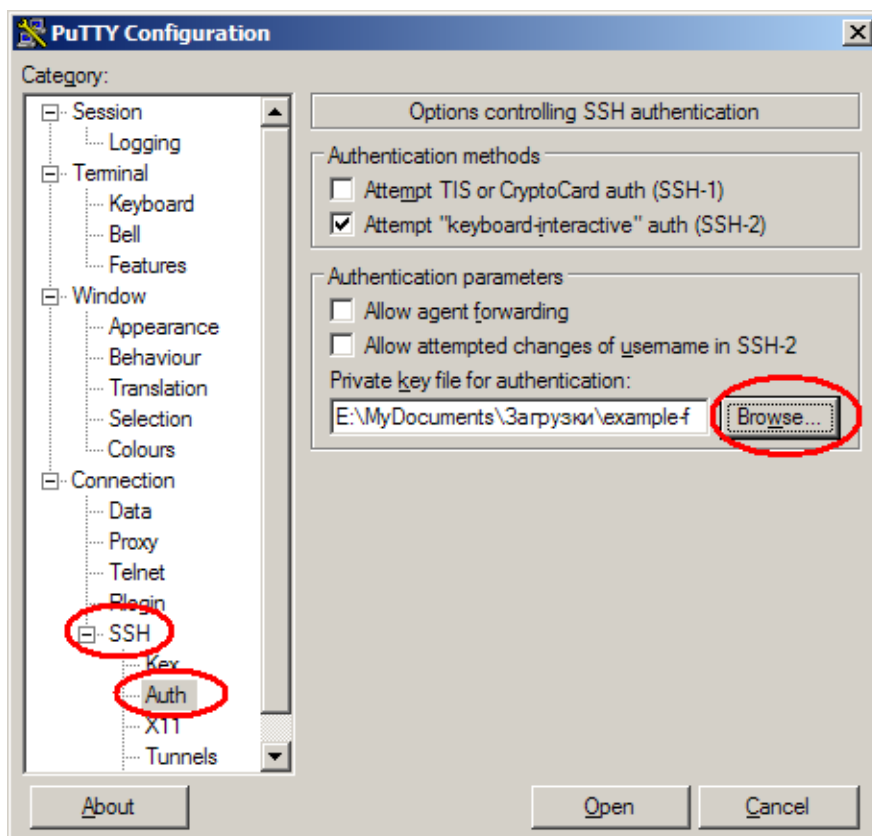 PuTTY Configuration
Category:
Session
Logging
Terminal
Keyboard
Bell
Features
Window
Appearance
Behaviour
Translation
Selection
Colours
Connection
Data
Proxy
Telnet
Rlogin
SSH
Kex
Auth
X11
Tunnels
Options controlling SSH authentication
Authentication methods
Attempt TIS or CryptoCard auth (SSH-1)
Attempt "keyboard-interactive" auth (SSH-2)
Authentication parameters
Allow agent forwarding
Allow attempted changes of username in SSH-2
Private key file for authentication:
E:\MyDocuments\Загрузки\example-f
Browse...
About
Open
Cancel